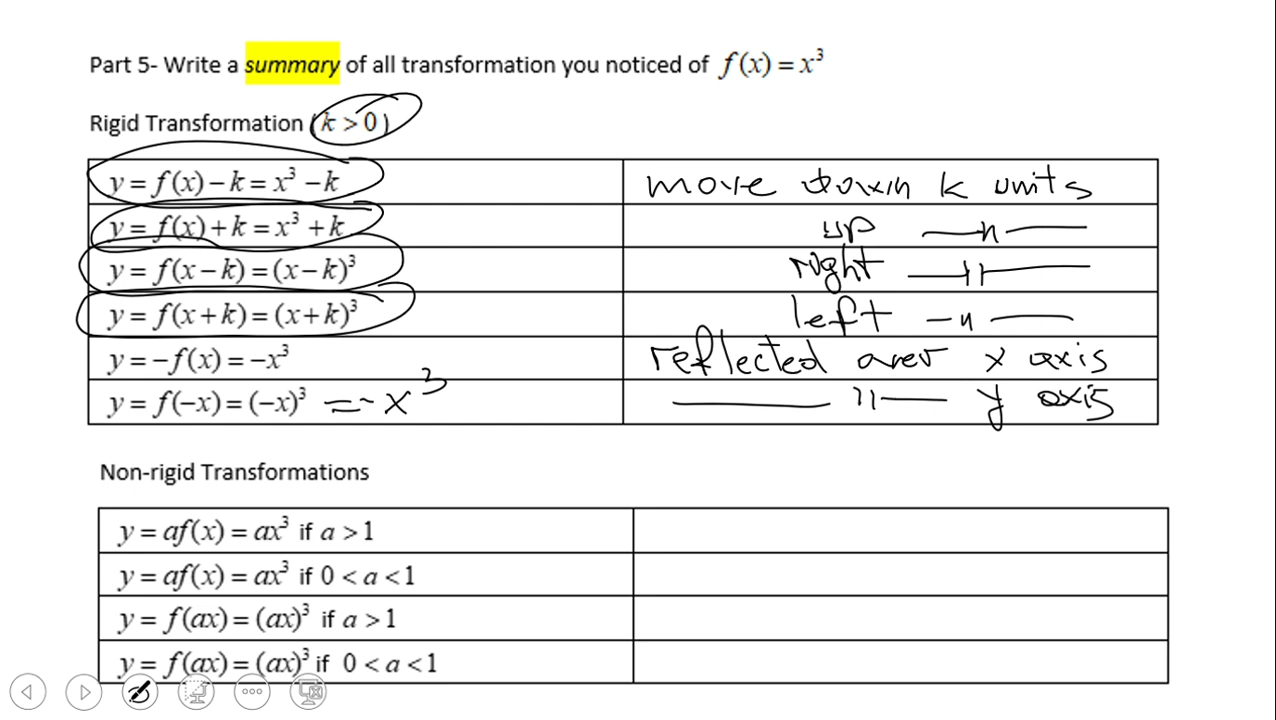 Part 5- Write a summary of all transformation you noticed of f(x) = x³
Rigid Transformation (k > 0)
y = f(x) − k = x³ − k move down k units
y = f(x) + k = x³ + k up —〃—
y = f(x − k) = (x − k)³ right —〃—
y = f(x + k) = (x + k)³ left —〃—
y = −f(x) = −x³ reflected over x axis
y = f(−x) = (−x)³ = −x³ —〃— y axis
Non-rigid Transformations
y = af(x) = ax³ if a > 1
y = af(x) = ax³ if 0 < a < 1
y = f(ax) = (ax)³ if a > 1
y = f(ax) = (ax)³ if 0 < a < 1